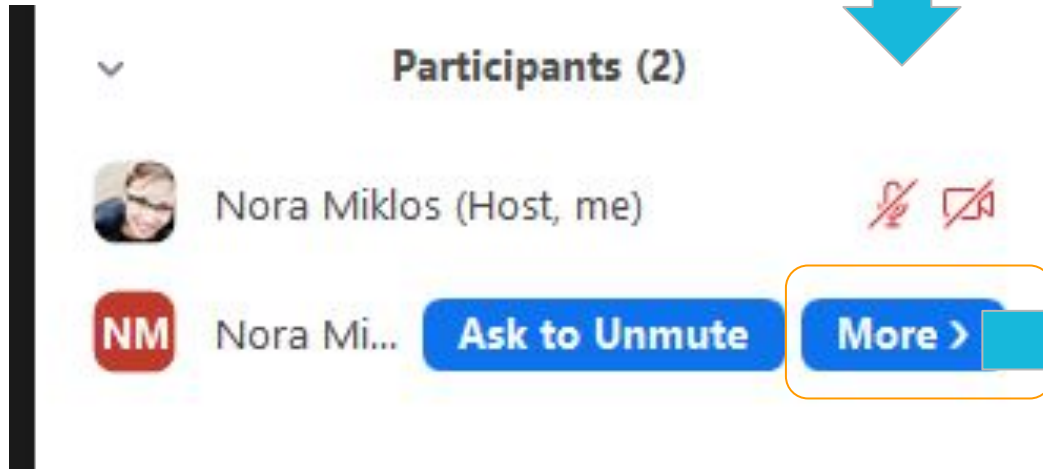 Participants (2)
Nora Miklos (Host, me)
NM Nora Mi... Ask to Unmute More >